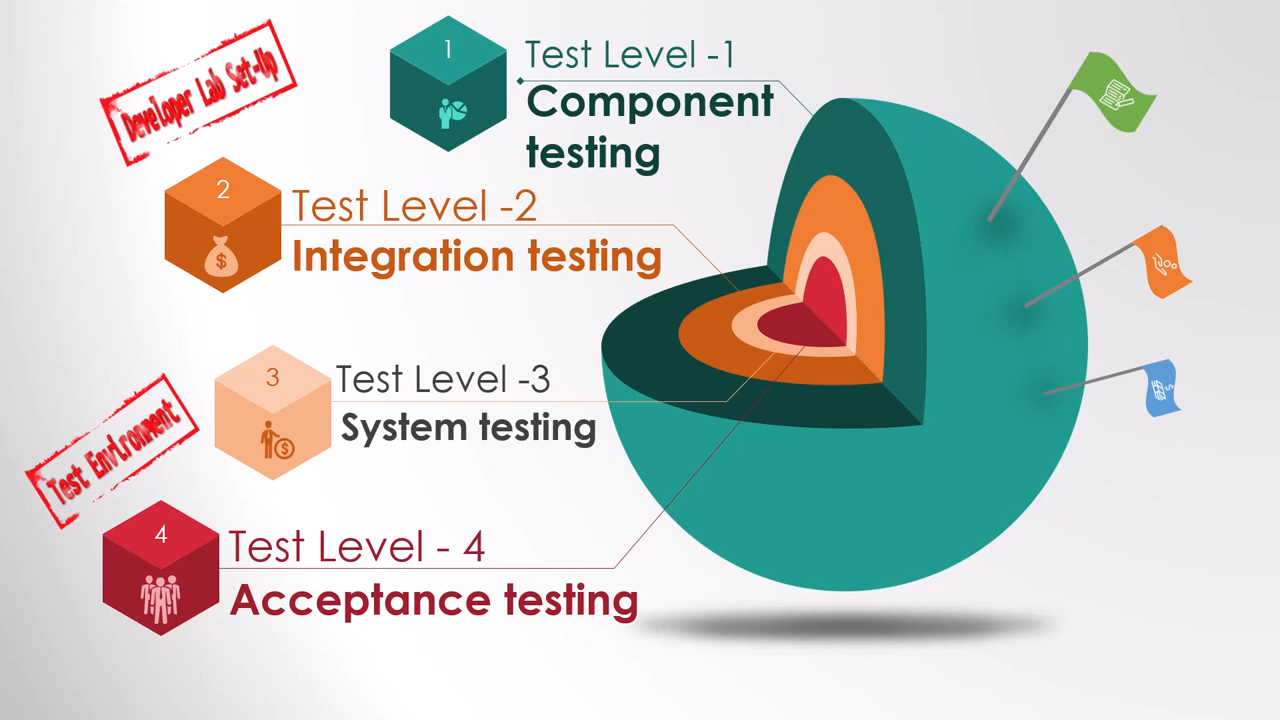 Developer Lab Set-Up
1
Test Level -1
Component
testing
2
Test Level -2
Integration testing
$
3
Test Level -3
System testing
$
Test Environment
4
Test Level - 4
Acceptance testing